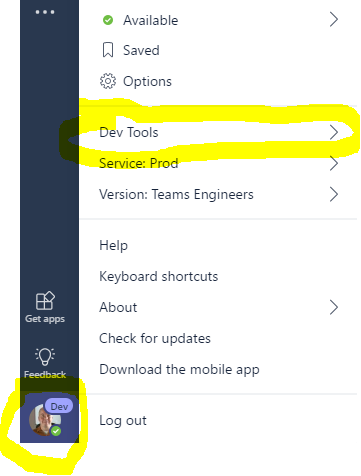 Available
Saved
Options
Dev Tools
Service: Prod
Version: Teams Engineers
Help
Keyboard shortcuts
About
Check for updates
Download the mobile app
Log out
Get apps
Feedback
Dev